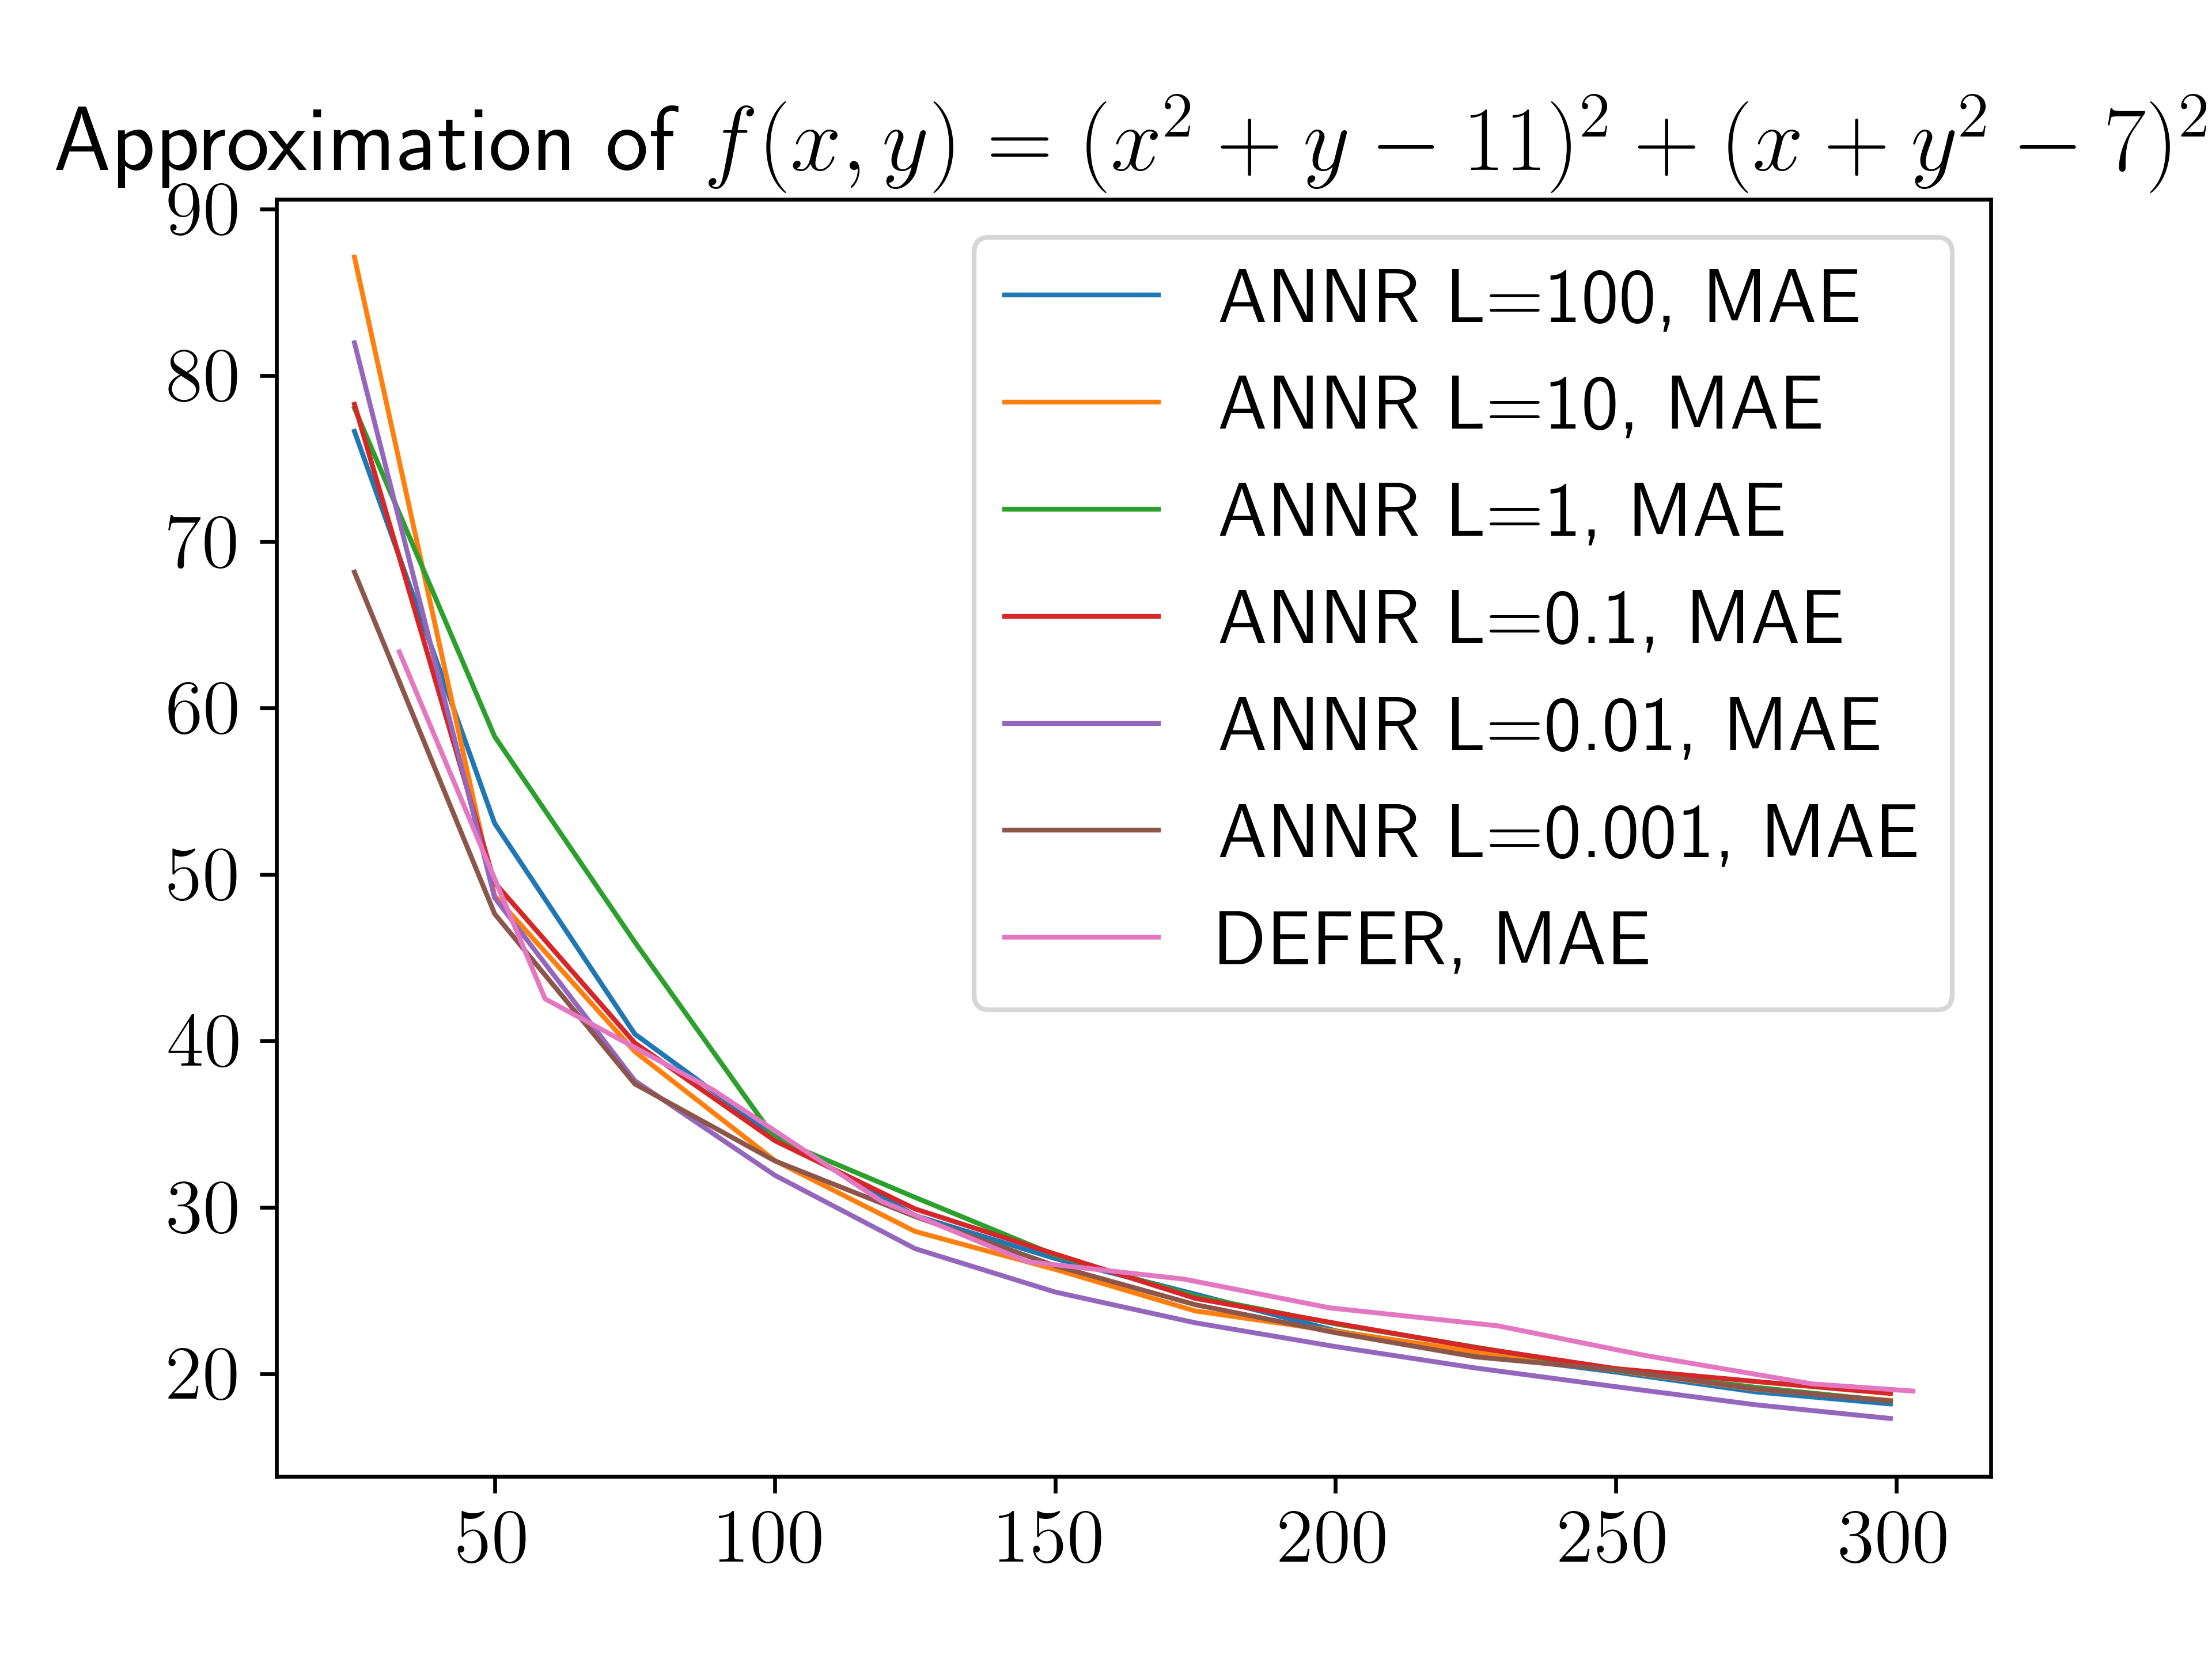 Approximation of f(x, y) = (x² + y − 11)² + (x + y² − 7)²
90
80
70
60
50
40
30
20
ANNR L=100, MAE
ANNR L=10, MAE
ANNR L=1, MAE
ANNR L=0.1, MAE
ANNR L=0.01, MAE
ANNR L=0.001, MAE
DEFER, MAE
50 100 150 200 250 300